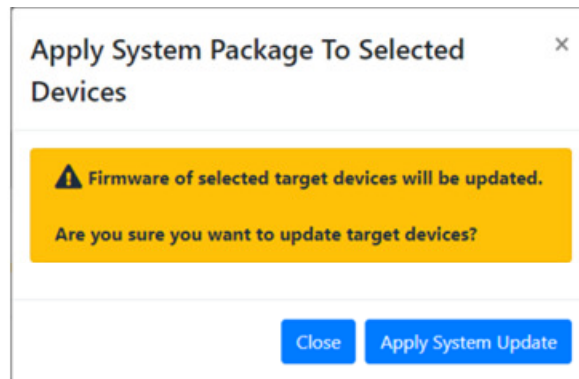 Apply System Package To Selected
Devices
×
Firmware of selected target devices will be updated.
Are you sure you want to update target devices?
Close
Apply System Update